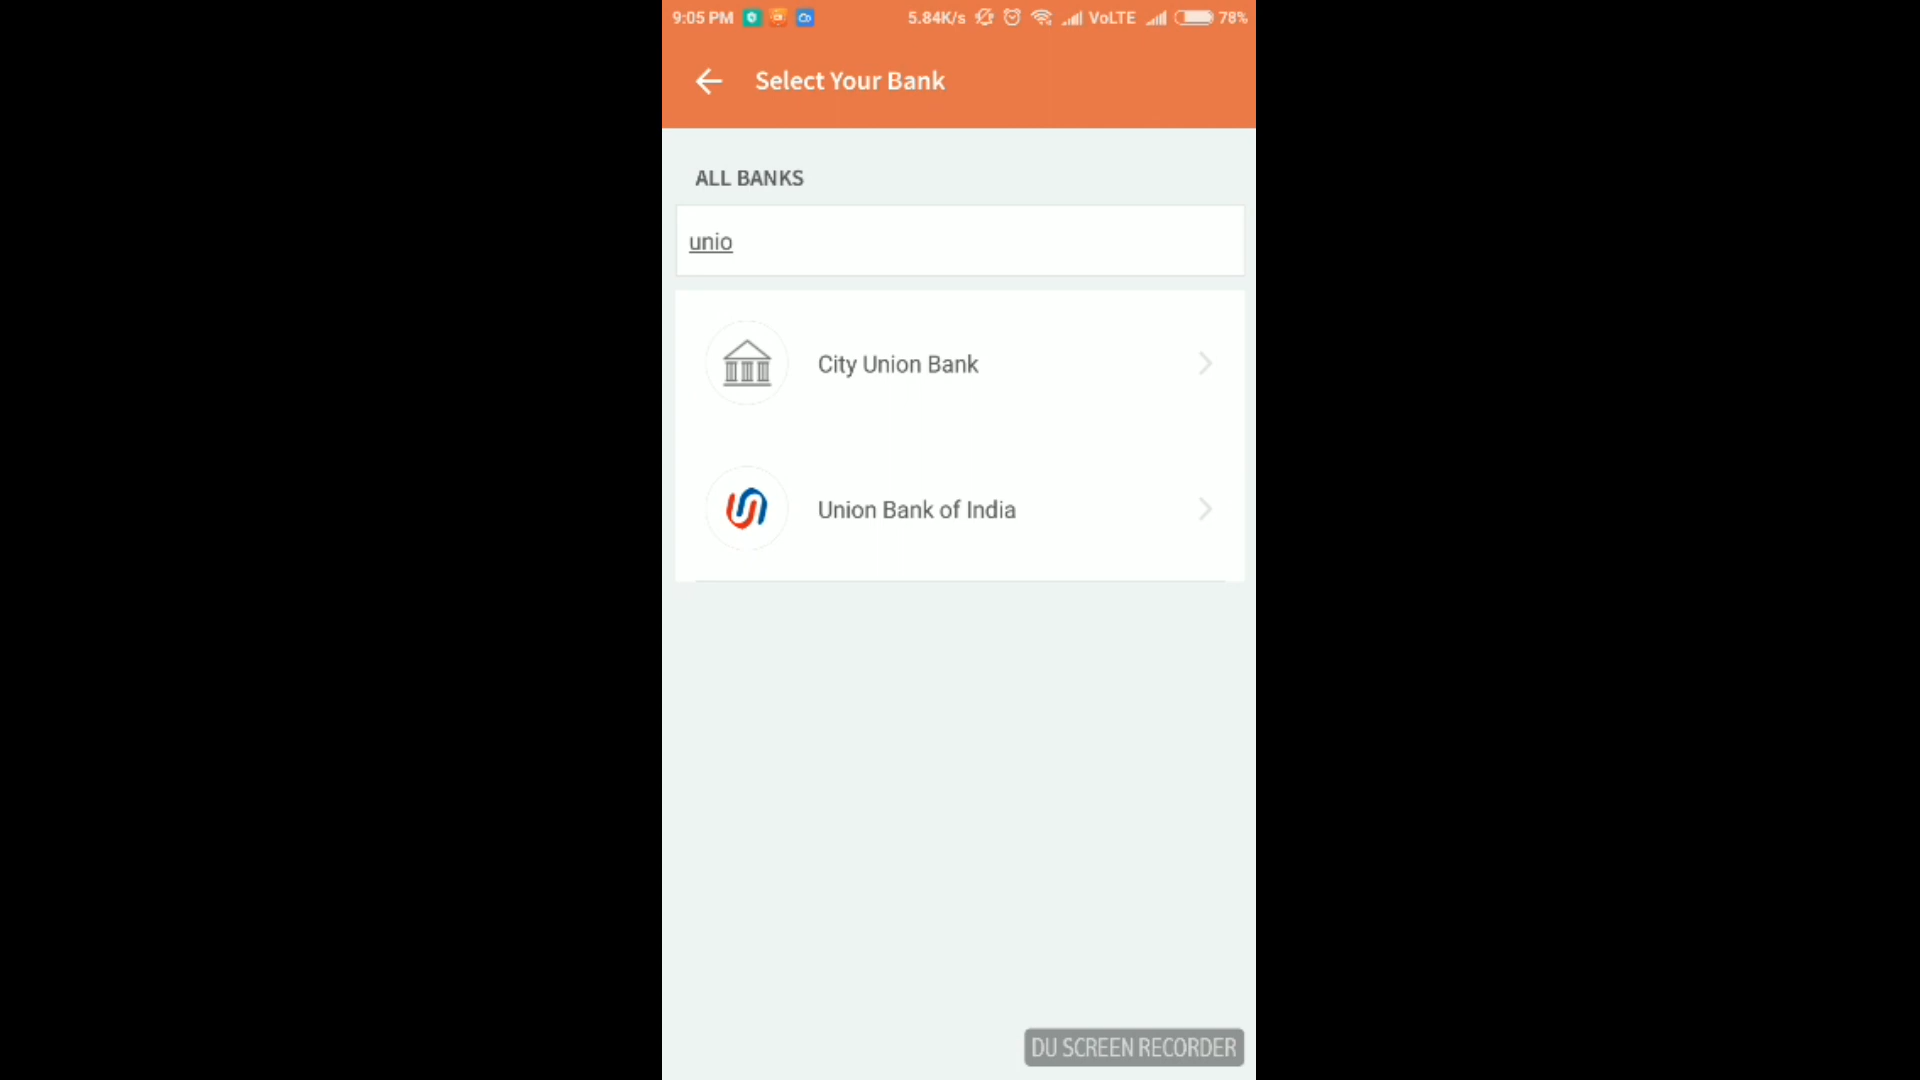 9:05 PM 5.84K/s VoLTE 78%
Select Your Bank
ALL BANKS
unio
City Union Bank
Union Bank of India
DU SCREEN RECORDER